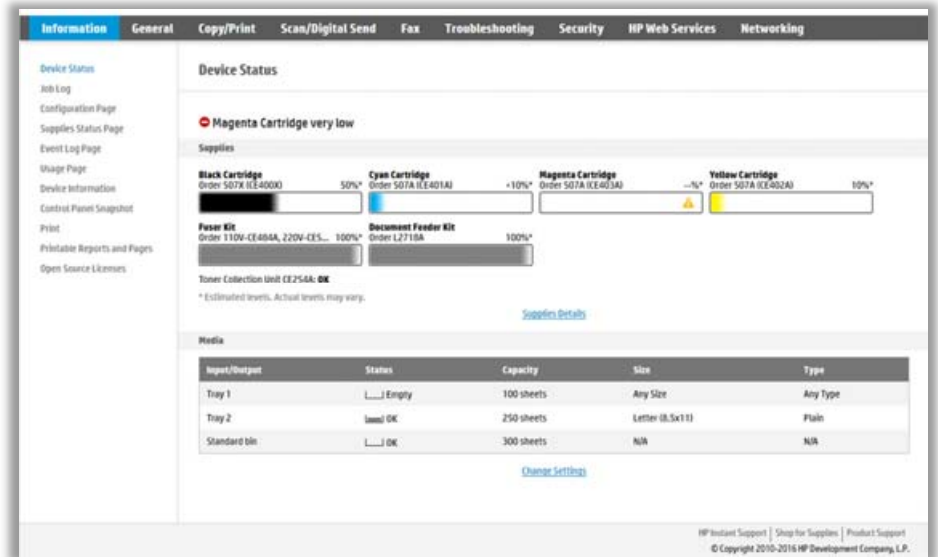 Information General Copy/Print Scan/Digital Send Fax Troubleshooting Security HP Web Services Networking
Device Status
Job Log
Configuration Page
Supplies Status Page
Event Log Page
Usage Page
Device Information
Control Panel Snapshot
Print
Printable Reports and Pages
Open Source Licenses
Device Status
Magenta Cartridge very low
Supplies
Black Cartridge
Order 507X (CE400X) 50%*
Cyan Cartridge
Order 507A (CE401A) <10%*
Magenta Cartridge
Order 507A (CE403A) --%*
Yellow Cartridge
Order 507A (CE402A) 10%*
Fuser Kit
Order 110V-CE484A, 220V-CE5... 100%*
Document Feeder Kit
Order L2718A 100%*
Toner Collection Unit CE254A: OK
* Estimated levels. Actual levels may vary.
Supplies Details
Media
Input/Output Status Capacity Size Type
Tray 1 Empty 100 sheets Any Size Any Type
Tray 2 OK 250 sheets Letter (8.5x11) Plain
Standard bin OK 300 sheets N/A N/A
Change Settings
HP Instant Support | Shop for Supplies | Product Support
© Copyright 2010-2016 HP Development Company, L.P.